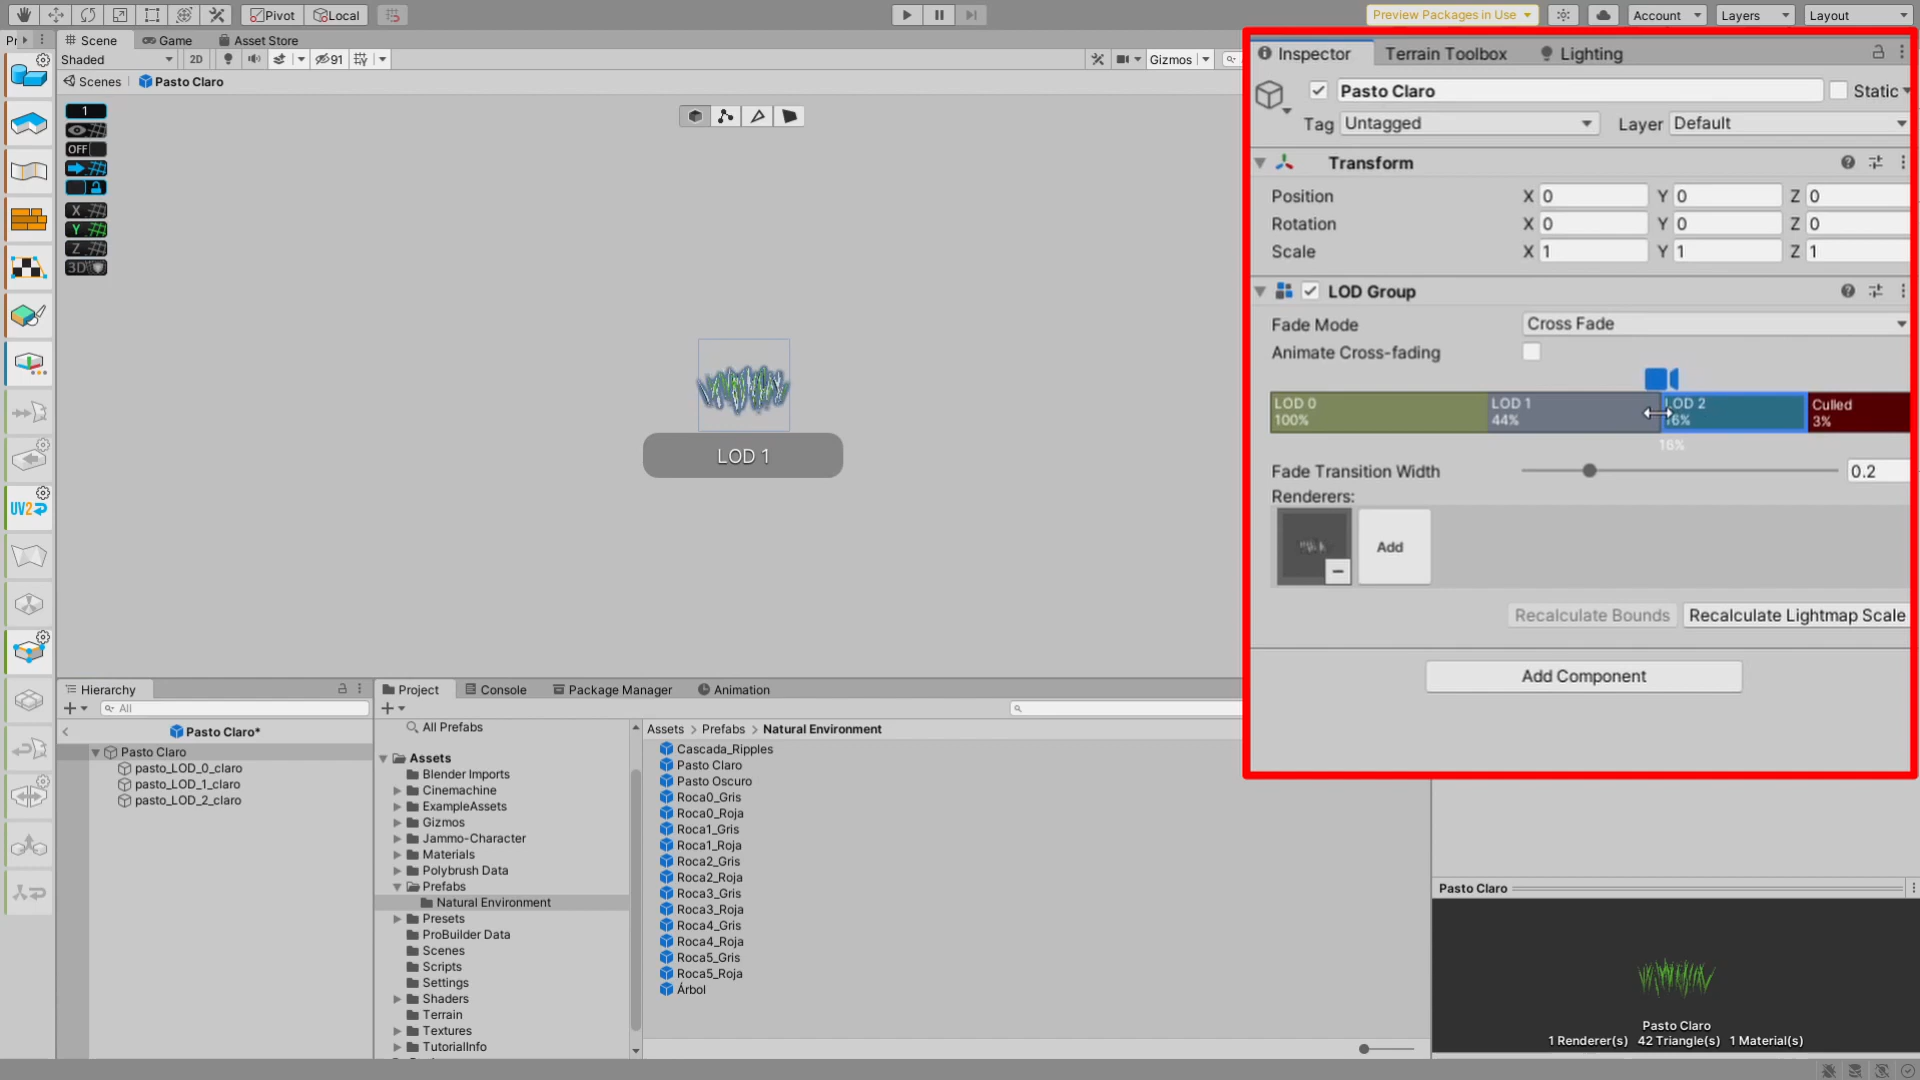 Pivot Local
Preview Packages in Use Account Layers Layout
Pr Scene Game Asset Store
Shaded 2D 91 Gizmos
Scenes Pasto Claro
1
OFF
X
Y
Z
3D
UV2
LOD 1
Inspector Terrain Toolbox Lighting
Pasto Claro Static
Tag Untagged Layer Default
Transform
Position X 0 Y 0 Z 0
Rotation X 0 Y 0 Z 0
Scale X 1 Y 1 Z 1
LOD Group
Fade Mode Cross Fade
Animate Cross-fading
LOD 0 LOD 1 LOD 2 Culled
100% 44% 16% 3%
16%
Fade Transition Width 0.2
Renderers:
Add
Recalculate Bounds Recalculate Lightmap Scale
Add Component
Hierarchy
All
Pasto Claro*
Pasto Claro
pasto_LOD_0_claro
pasto_LOD_1_claro
pasto_LOD_2_claro
Project Console Package Manager Animation
All Prefabs
Assets
Blender Imports
Cinemachine
ExampleAssets
Gizmos
Jammo-Character
Materials
Polybrush Data
Prefabs
Natural Environment
Presets
ProBuilder Data
Scenes
Scripts
Settings
Shaders
Terrain
Textures
TutorialInfo
Assets > Prefabs > Natural Environment
Cascada_Ripples
Pasto Claro
Pasto Oscuro
Roca0_Gris
Roca0_Roja
Roca1_Gris
Roca1_Roja
Roca2_Gris
Roca2_Roja
Roca3_Gris
Roca3_Roja
Roca4_Gris
Roca4_Roja
Roca5_Gris
Roca5_Roja
Árbol
Pasto Claro
Pasto Claro
1 Renderer(s) 42 Triangle(s) 1 Material(s)